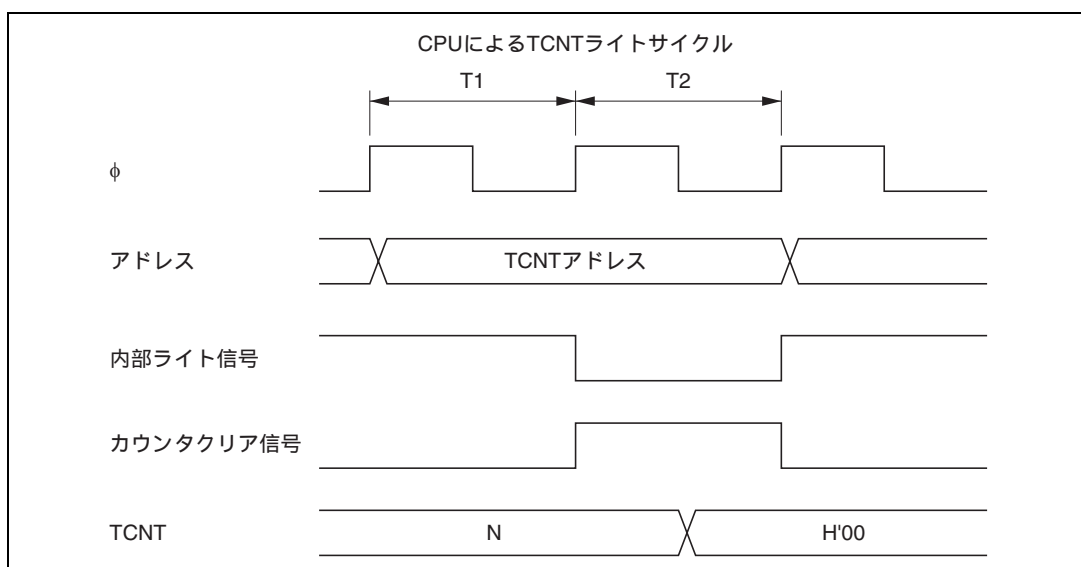 CPUによるTCNTライトサイクル
T1 T2
φ
アドレス TCNTアドレス
内部ライト信号
カウンタクリア信号
TCNT N H'00